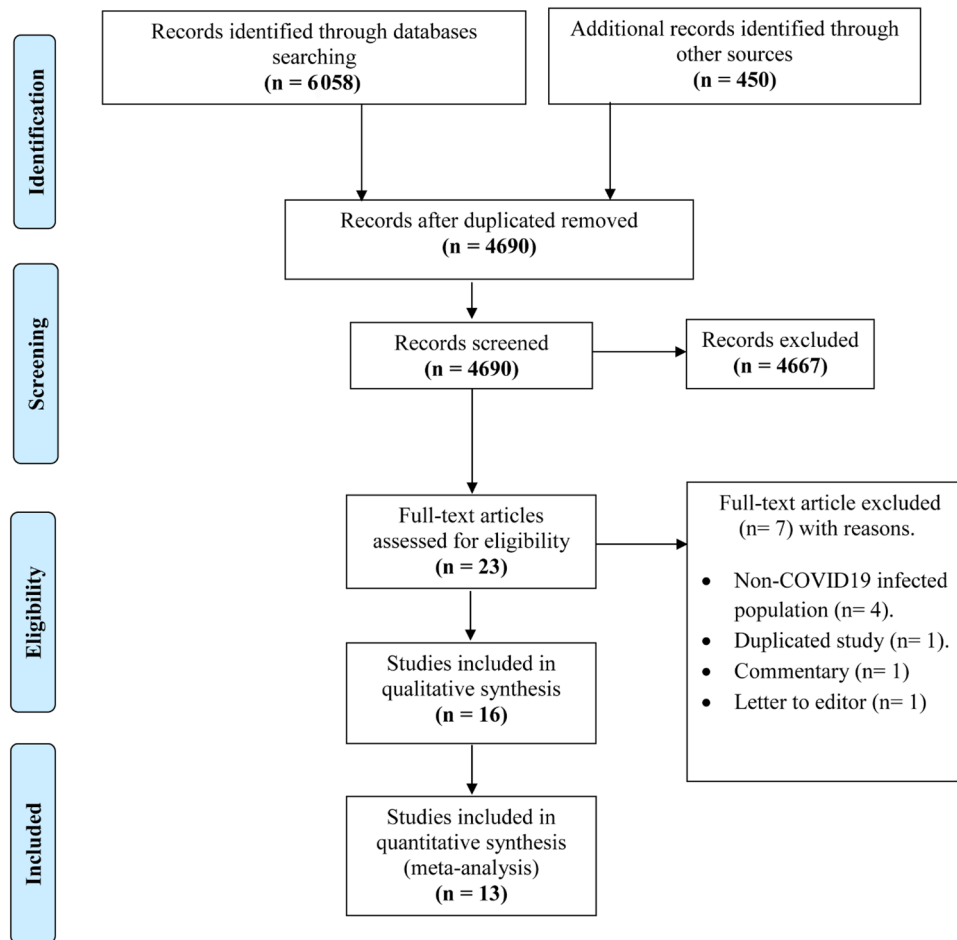 Identification
Records identified through databases
searching
(n = 6058)
Additional records identified through
other sources
(n = 450)
Records after duplicated removed
(n = 4690)
Screening
Records screened
(n = 4690)
Records excluded
(n = 4667)
Eligibility
Full-text articles
assessed for eligibility
(n = 23)
Full-text article excluded
(n= 7) with reasons.
• Non-COVID19 infected
population (n= 4).
• Duplicated study (n= 1).
• Commentary (n= 1)
• Letter to editor (n= 1)
Studies included in
qualitative synthesis
(n = 16)
Included
Studies included in
quantitative synthesis
(meta-analysis)
(n = 13)